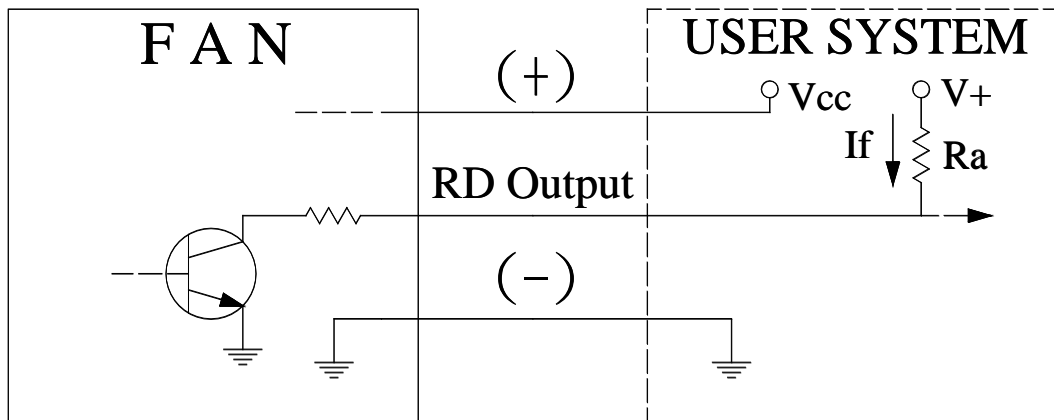 F A N
USER SYSTEM
(+)
Vcc
V+
If
Ra
RD Output
(-)